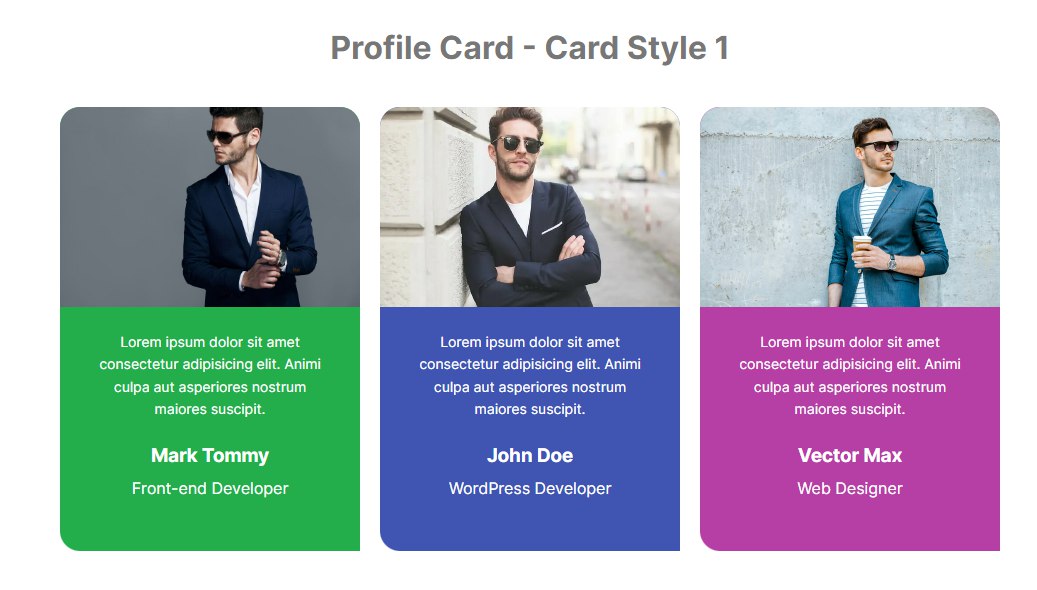 Profile Card - Card Style 1
Lorem ipsum dolor sit amet
consectetur adipisicing elit. Animi
culpa aut asperiores nostrum
maiores suscipit.
Mark Tommy
Front-end Developer
Lorem ipsum dolor sit amet
consectetur adipisicing elit. Animi
culpa aut asperiores nostrum
maiores suscipit.
John Doe
WordPress Developer
Lorem ipsum dolor sit amet
consectetur adipisicing elit. Animi
culpa aut asperiores nostrum
maiores suscipit.
Vector Max
Web Designer